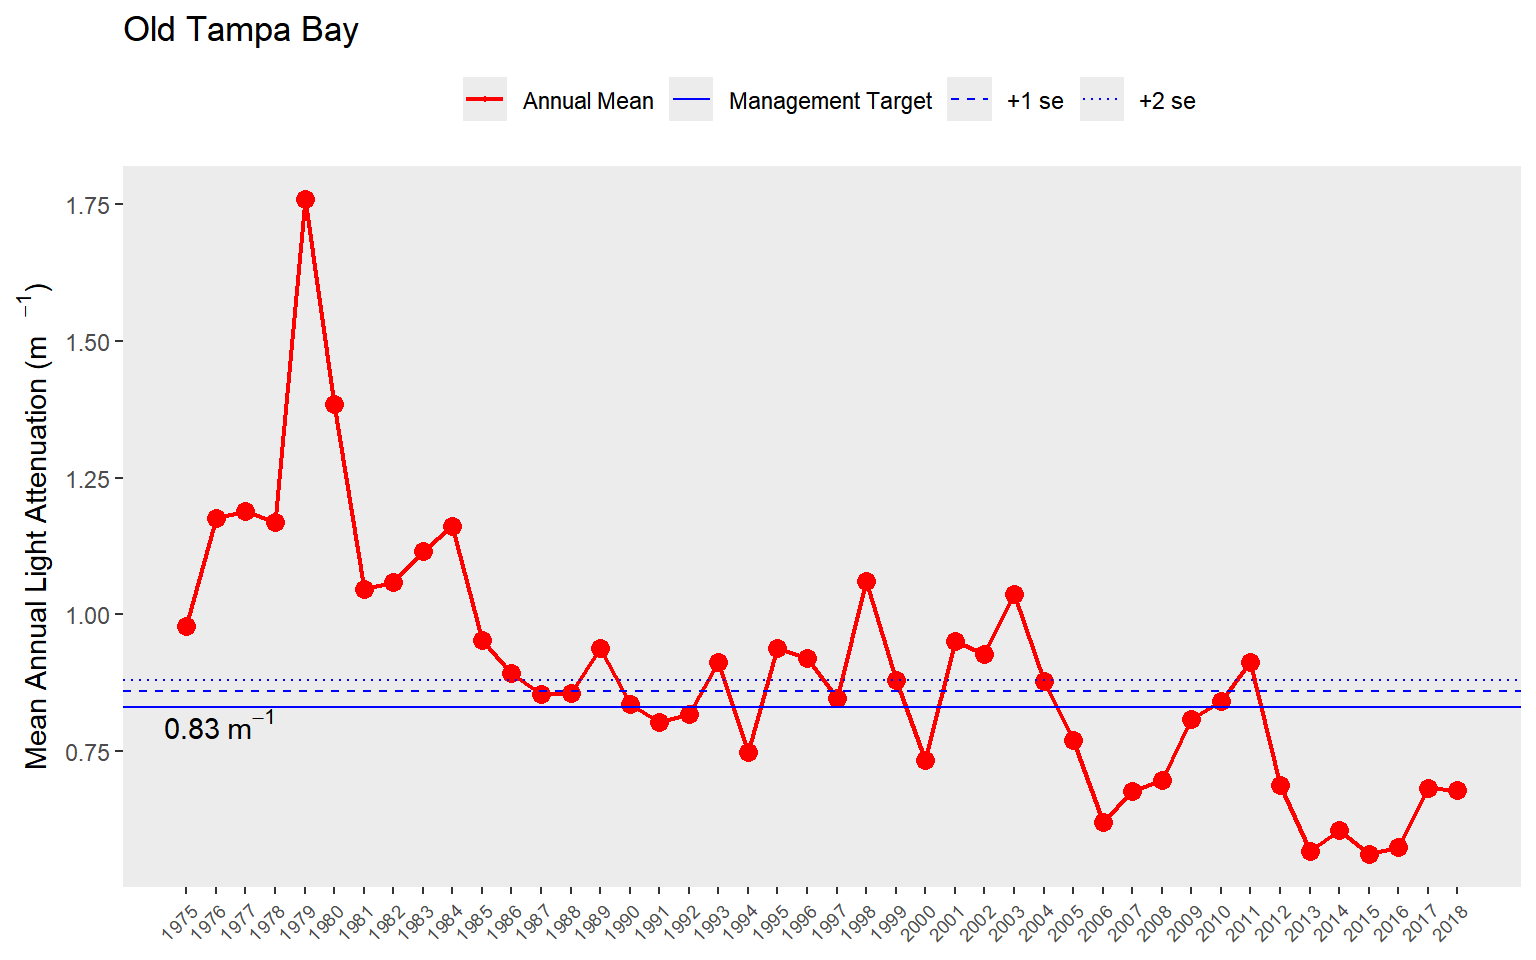 Old Tampa Bay
Annual Mean Management Target +1 se +2 se
Mean Annual Light Attenuation (m⁻¹)
1.75
1.50
1.25
1.00
0.75
0.83 m⁻¹
1975 1976 1977 1978 1979 1980 1981 1982 1983 1984 1985 1986 1987 1988 1989 1990 1991 1992 1993 1994 1995 1996 1997 1998 1999 2000 2001 2002 2003 2004 2005 2006 2007 2008 2009 2010 2011 2012 2013 2014 2015 2016 2017 2018